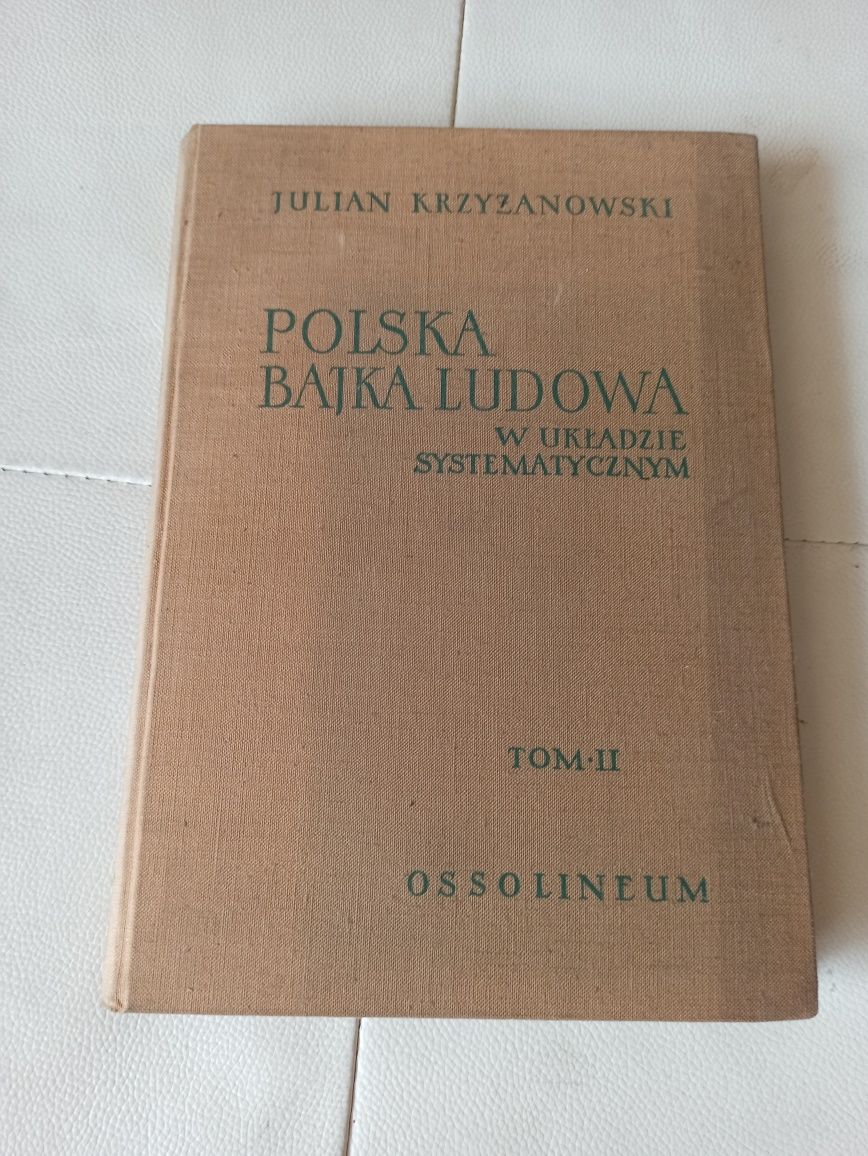 JULIAN KRZYŻANOWSKI
POLSKA
BAJKA LUDOWA
W UKŁADZIE
SYSTEMATYCZNYM
TOM·II
OSSOLINEUM